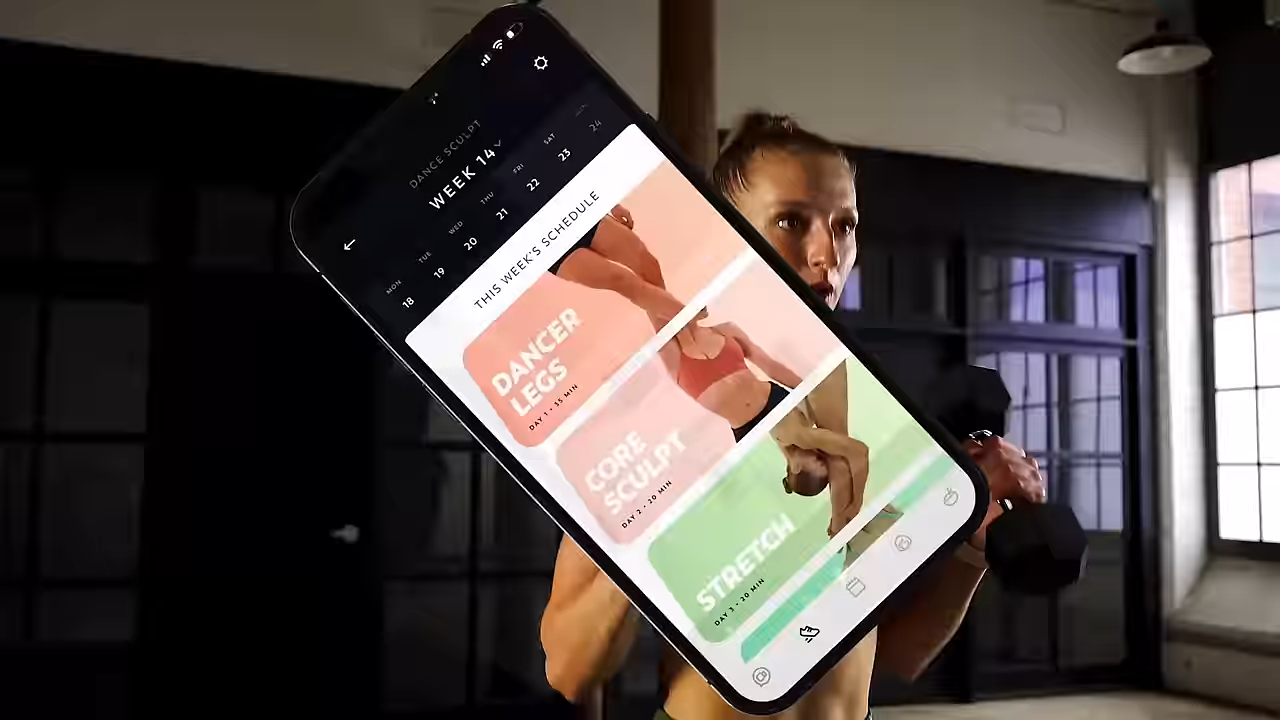 DANCE SCULPT
WEEK 14
MON TUE WED THU FRI SAT
18 19 20 21 22 23 24
THIS WEEK'S SCHEDULE
DANCER
LEGS
DAY 1 • 15 MIN
CORE
SCULPT
DAY 2 • 20 MIN
STRETCH
DAY 3 • 20 MIN